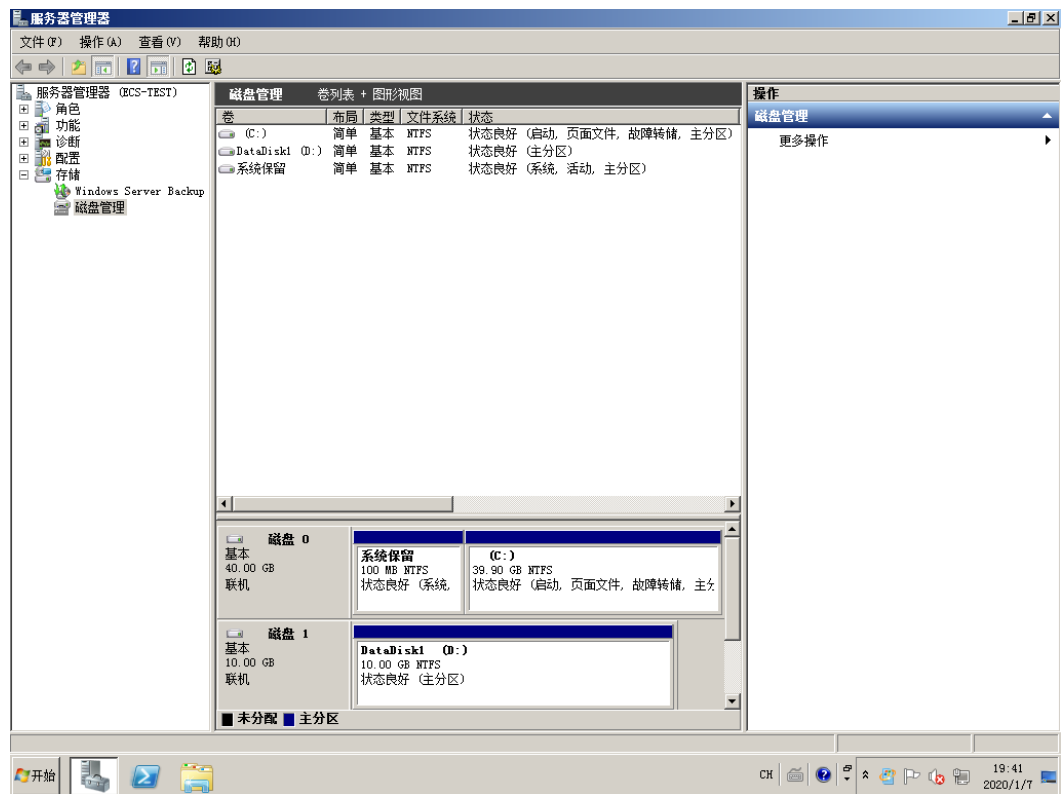 服务器管理器
文件(F) 操作(A) 查看(V) 帮助(H)
服务器管理器 (ECS-TEST)
角色
功能
诊断
配置
存储
Windows Server Backup
磁盘管理
磁盘管理 卷列表 + 图形视图
卷 布局 类型 文件系统 状态
(C:) 简单 基本 NTFS 状态良好 (启动, 页面文件, 故障转储, 主分区)
DataDisk1 (D:) 简单 基本 NTFS 状态良好 (主分区)
系统保留 简单 基本 NTFS 状态良好 (系统, 活动, 主分区)
磁盘 0
基本
40.00 GB
联机
系统保留
100 MB NTFS
状态良好 (系统,
(C:)
39.90 GB NTFS
状态良好 (启动, 页面文件, 故障转储, 主分
磁盘 1
基本
10.00 GB
联机
DataDisk1 (D:)
10.00 GB NTFS
状态良好 (主分区)
未分配 主分区
操作
磁盘管理
更多操作
开始
CH
19:41
2020/1/7